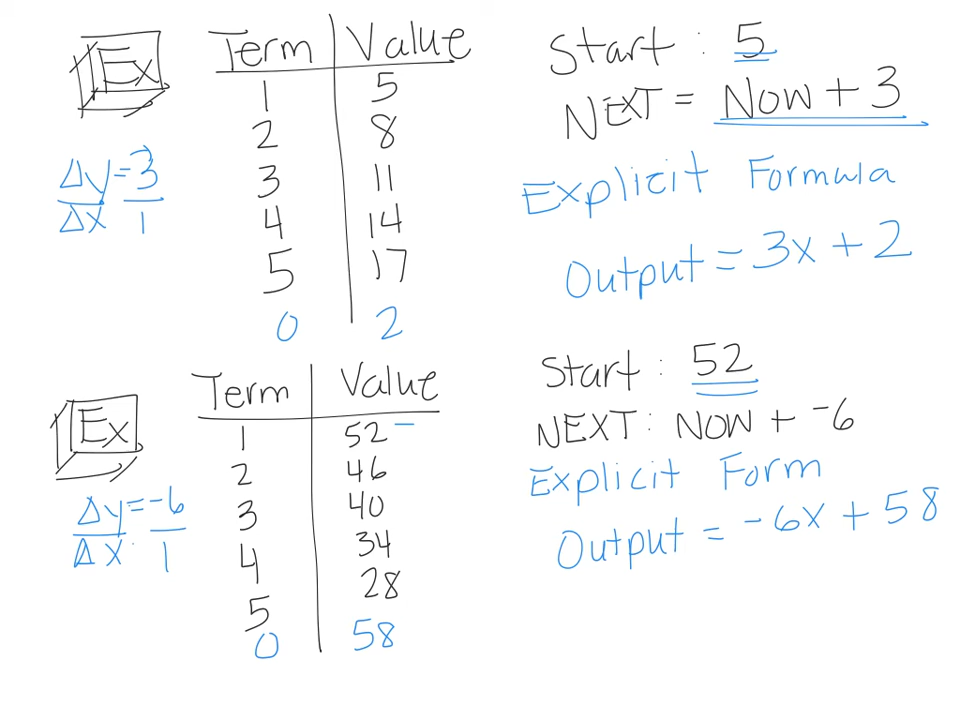 Ex
Term Value
1 5
2 8
3 11
4 14
5 17
0 2
Δy = 3
Δx 1
Start : 5
NEXT = NOW + 3
Explicit Formula
Output = 3x + 2
Ex
Term Value
1 52 –
2 46
3 40
4 34
5 28
0 58
Δy = -6
Δx 1
Start : 52
NEXT : NOW + -6
Explicit Form
Output = -6x + 58